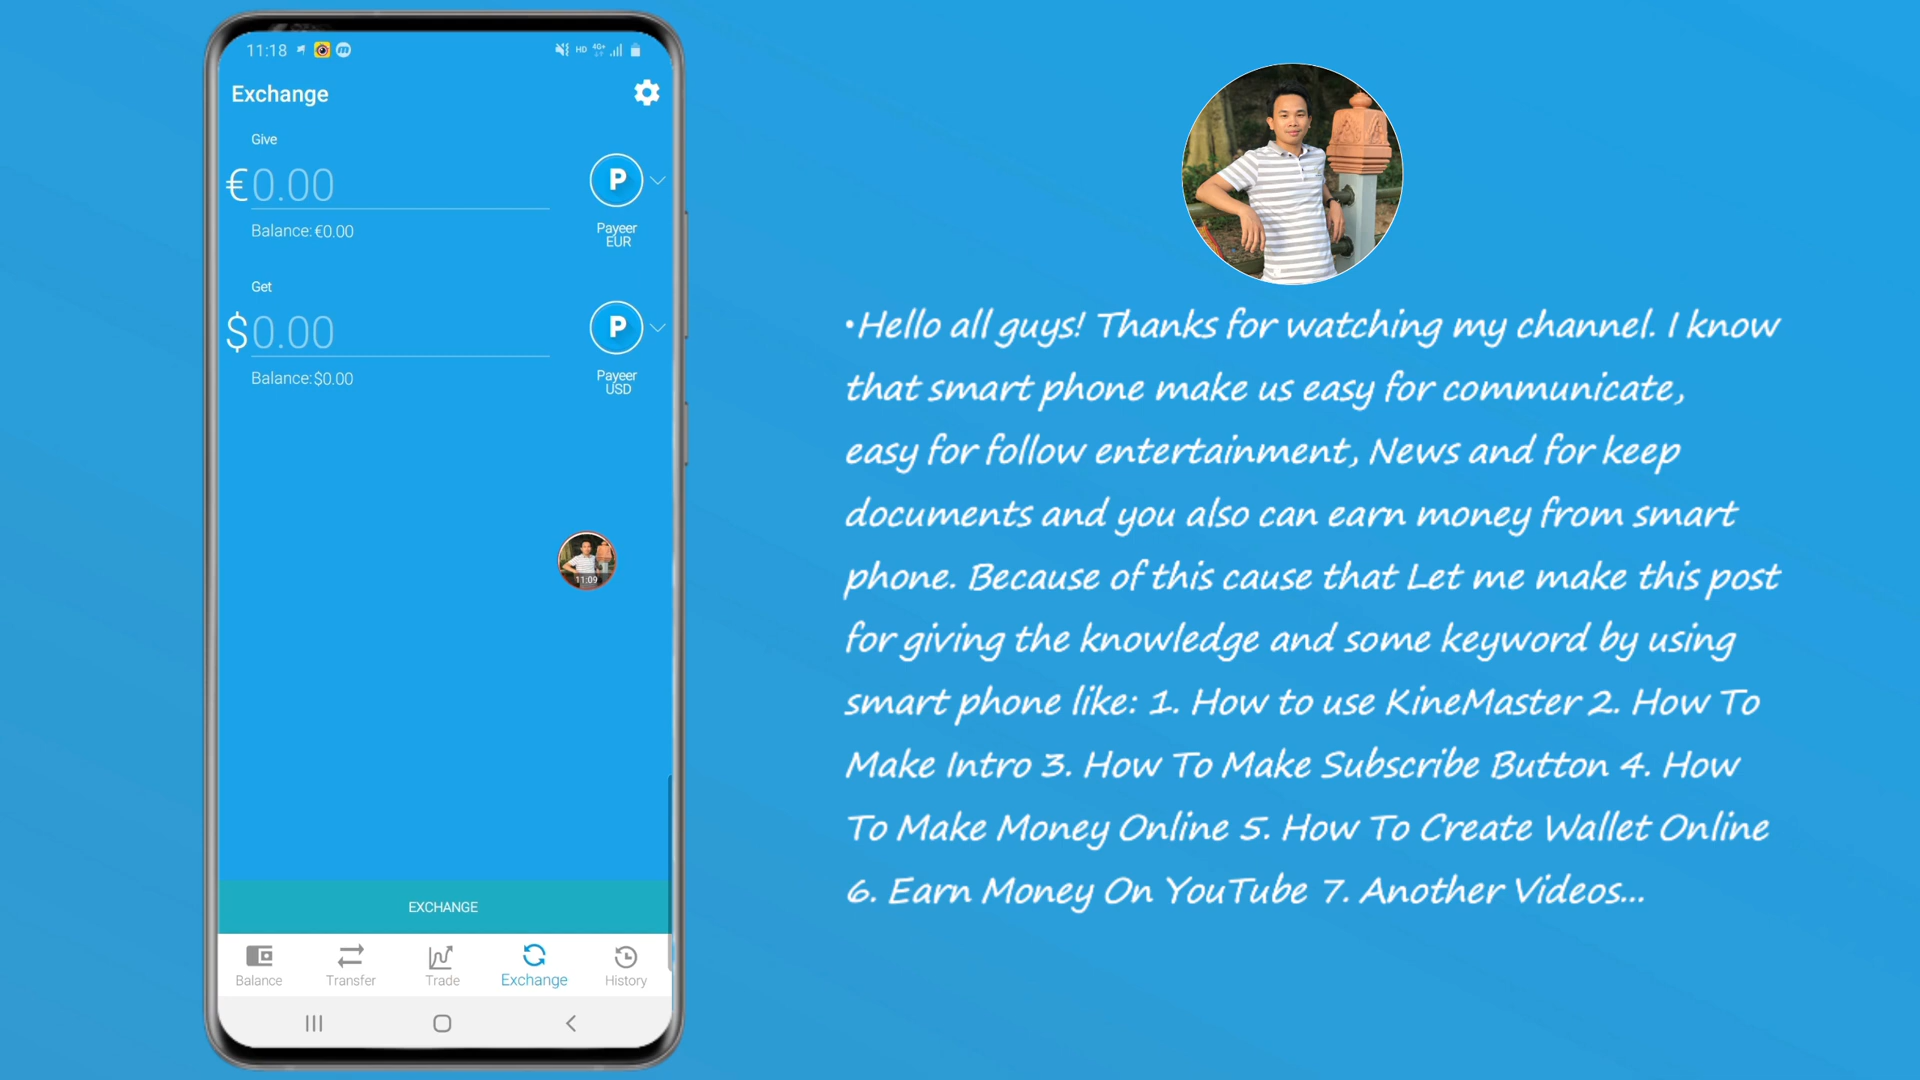 11:18
HD 4G+
Exchange
Give
€0.00
P
Balance: €0.00
Payeer
EUR
Get
$0.00
P
Balance: $0.00
Payeer
USD
11:09
EXCHANGE
Balance Transfer Trade Exchange History
•Hello all guys! Thanks for watching my channel. I know
that smart phone make us easy for communicate,
easy for follow entertainment, News and for keep
documents and you also can earn money from smart
phone. Because of this cause that Let me make this post
for giving the knowledge and some keyword by using
smart phone like: 1. How to use KineMaster 2. How To
Make Intro 3. How To Make Subscribe Button 4. How
To Make Money Online 5. How To Create Wallet Online
6. Earn Money On YouTube 7. Another Videos...